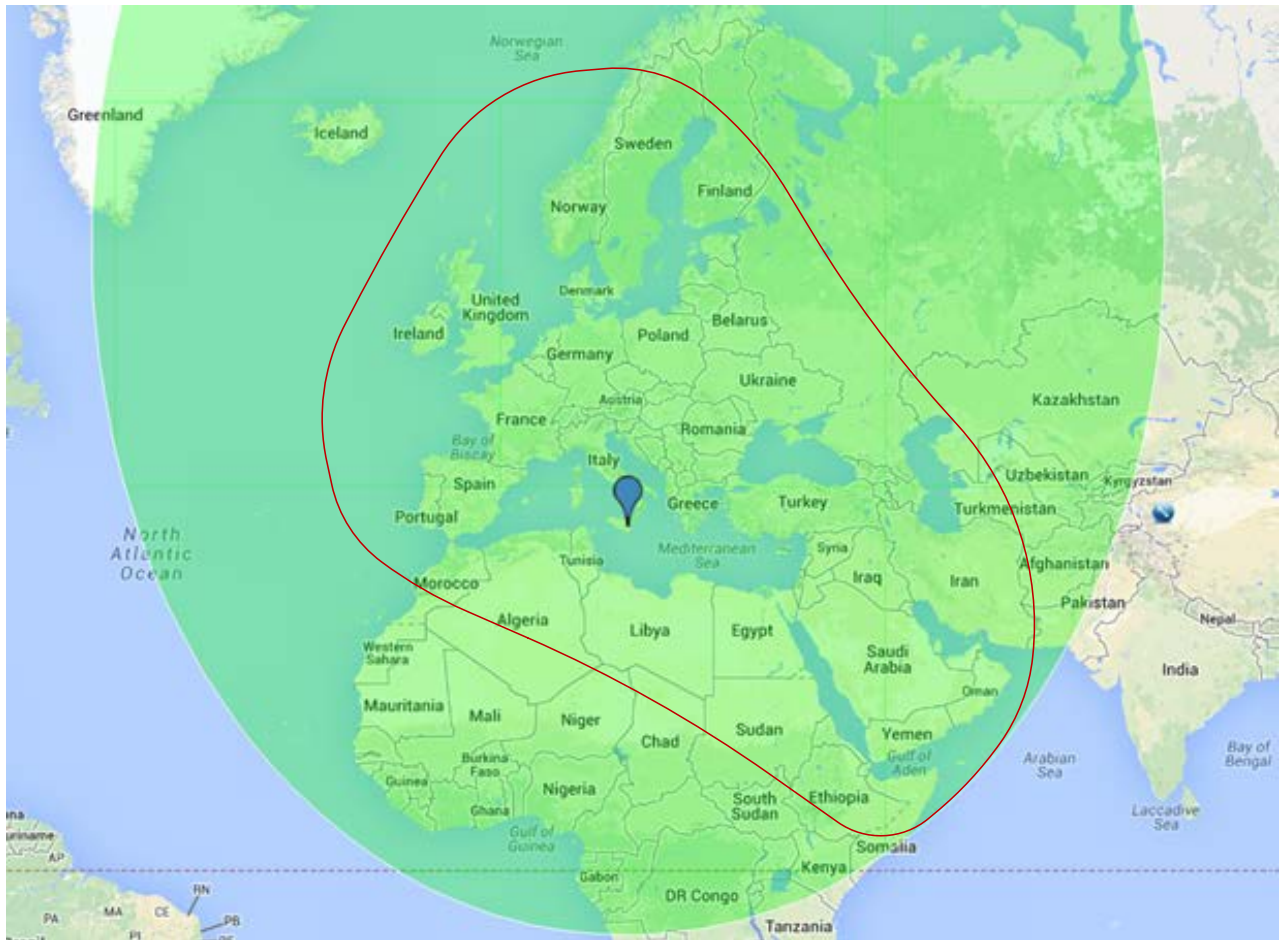 Norwegian
Sea
Greenland
Iceland
Sweden
Finland
Norway
Denmark
United
Kingdom
Ireland
Belarus
Poland
Germany
Ukraine
Kazakhstan
Austria
France
Romania
Bay of
Biscay
Italy
Uzbekistan
Kyrgyzstan
Spain
Greece
Turkey
Turkmenistan
Portugal
North
Atlantic
Ocean
Mediterranean
Sea
Syria
Tunisia
Afghanistan
Iraq
Iran
Morocco
Pakistan
Algeria
Libya
Egypt
Nepal
Western
Sahara
Saudi
Arabia
India
Oman
Mauritania
Mali
Niger
Chad
Sudan
Yemen
Gulf of
Aden
Arabian
Sea
Bay of
Bengal
Burkina
Faso
Guinea
Nigeria
Ghana
South
Sudan
Ethiopia
Laccadive
Sea
Gulf of
Guinea
Somalia
Kenya
Gabon
DR Congo
Tanzania
AP
RN
MA
CE
PA
PB
PI